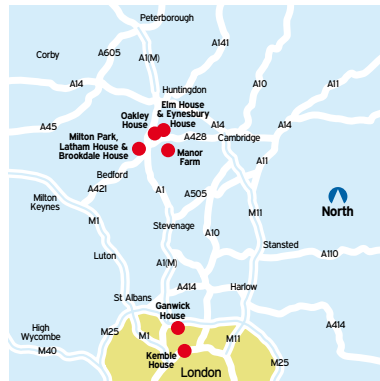 Peterborough
Corby
A605
A1(M)
A141
A14
Huntingdon
A10
A11
Elm House
& Eynesbury
House
Oakley
House
A45
A14
A14
Milton Park,
Latham House &
Brookdale House
A428
Cambridge
Manor
Farm
A11
Bedford
A421
A1
A505
Milton
Keynes
M1
M11
North
Stevenage
A10
Stansted
Luton
A1(M)
A110
A414
Harlow
St Albans
Ganwick
House
High
Wycombe
M25
M1
M11
A414
M40
Kemble
House
M25
London